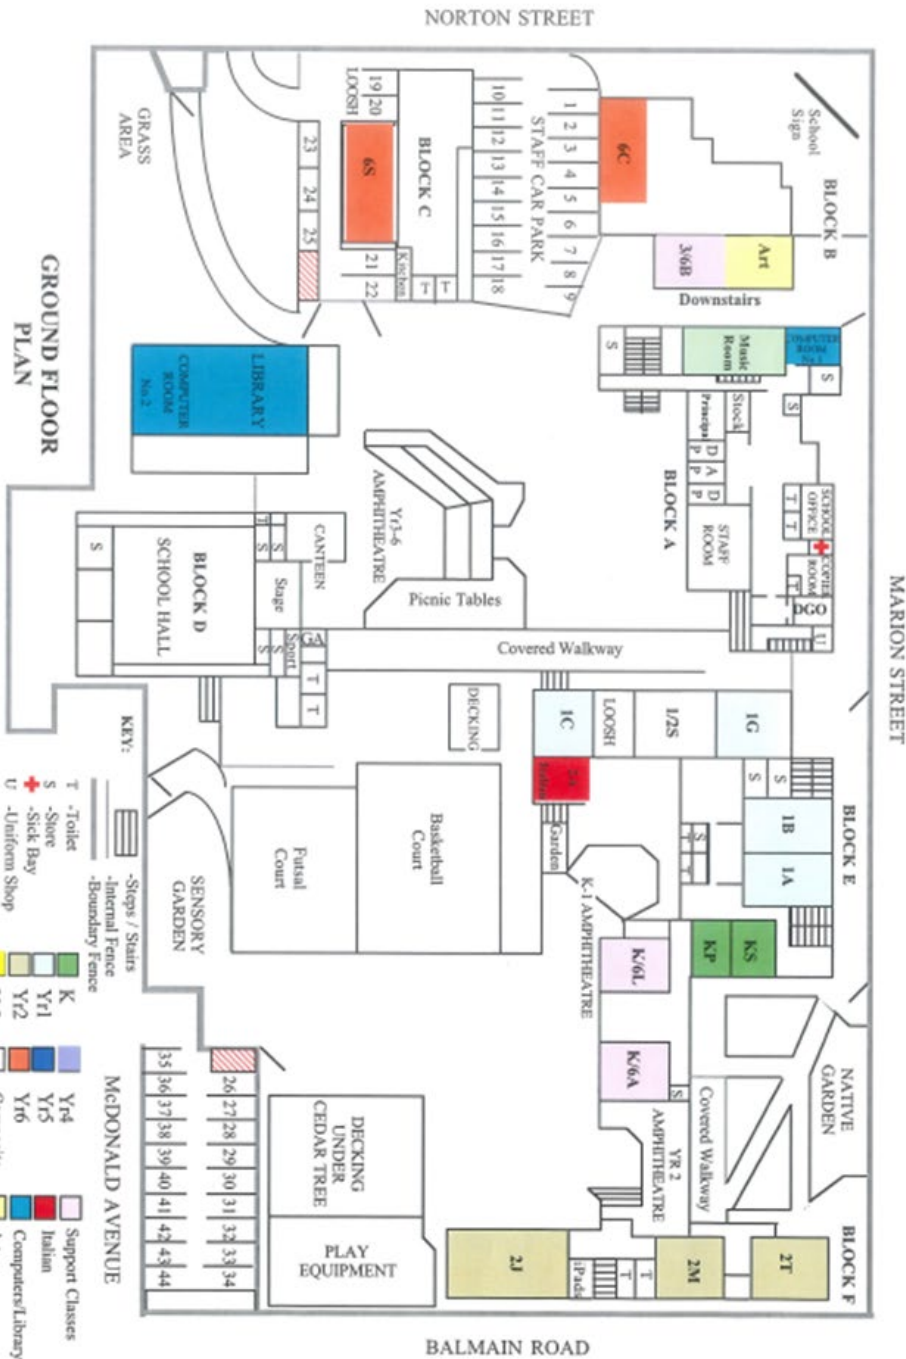 NORTON STREET
School
Sign
BLOCK B
6C
Art
3/6B
Downstairs
1
2
3
4
5
6
7
8
9
STAFF CAR PARK
10
11
12
13
14
15
16
17
18
BLOCK C
19
20
LOOSH
6S
Kitchen
T
T
21
22
23
24
25
GRASS
AREA
GROUND FLOOR
PLAN
MARION STREET
COMPUTER
ROOM
No.1
Music
Room
S
S
S
Stock
Principal
D
P
A
P
D
P
BLOCK A
STAFF
ROOM
SCHOOL
OFFICE
T
T
COPIER
ROOM
T
DGO
U
LIBRARY
COMPUTER
ROOM
No.2
Yr3-6
AMPHITHEATRE
Picnic Tables
CANTEEN
T
S
S
Stage
BLOCK D
SCHOOL HALL
S
Sport
S
S
GA
T
T
T
T
Covered Walkway
DECKING
1C
LOOSH
1/2S
1G
Italian
Garden
S
S
BLOCK E
1B
1A
S
T
T
Basketball
Court
Futsal
Court
SENSORY
GARDEN
K-1 AMPHITHEATRE
KP
KS
K/6L
K/6A
S
Covered Walkway
NATIVE
GARDEN
YR 2
AMPHITHEATRE
BLOCK F
2J
iPads
T
T
2M
2T
DECKING
UNDER
CEDAR TREE
PLAY
EQUIPMENT
26
27
28
29
30
31
32
33
34
35
36
37
38
39
40
41
42
43
44
McDONALD AVENUE
KEY:
-Steps / Stairs
-Internal Fence
-Boundary Fence
T -Toilet
S -Store
-Sick Bay
U -Uniform Shop
K
Yr1
Yr2
Yr4
Yr5
Yr6
Support Classes
Italian
Computers/Library
BALMAIN ROAD